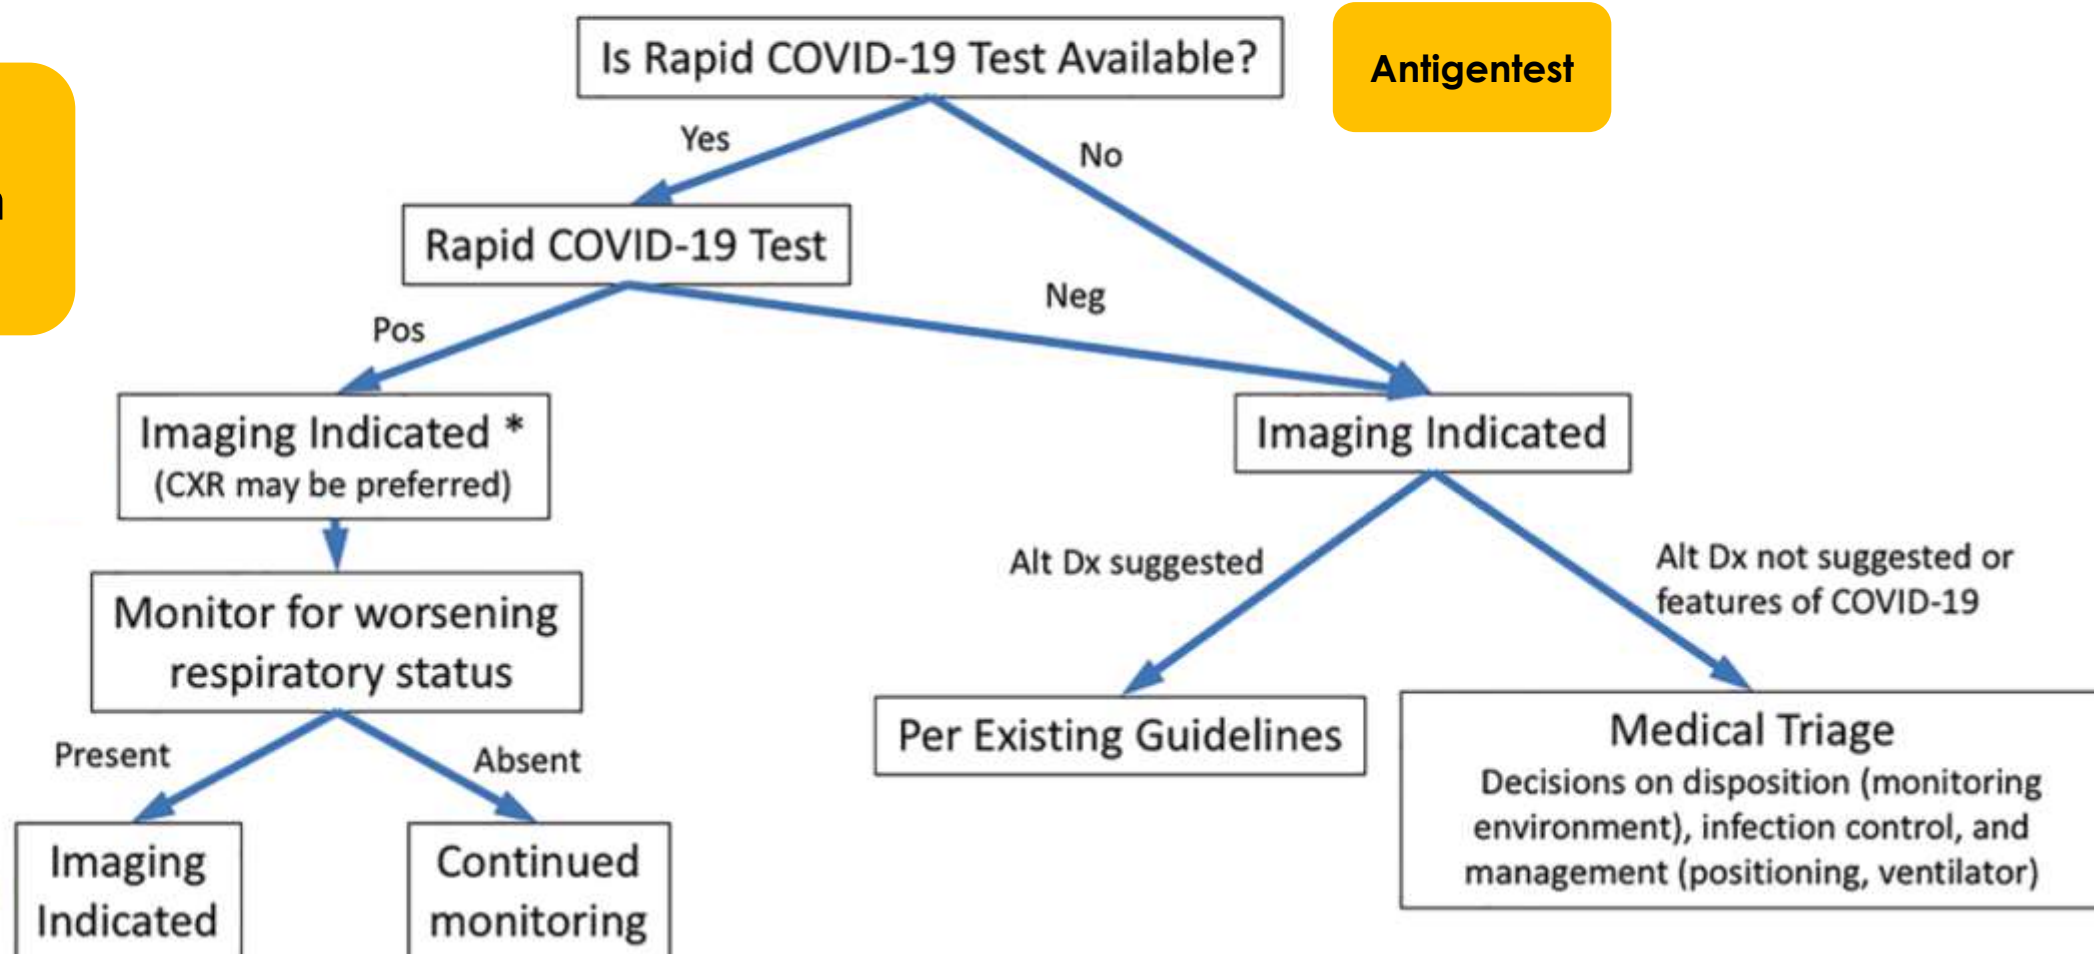 Is Rapid COVID-19 Test Available?
Antigentest
Yes
No
Rapid COVID-19 Test
Neg
Pos
Imaging Indicated *
(CXR may be preferred)
Imaging Indicated
Alt Dx suggested
Alt Dx not suggested or
features of COVID-19
Monitor for worsening
respiratory status
Per Existing Guidelines
Medical Triage
Decisions on disposition (monitoring
environment), infection control, and
management (positioning, ventilator)
Present
Absent
Imaging
Indicated
Continued
monitoring